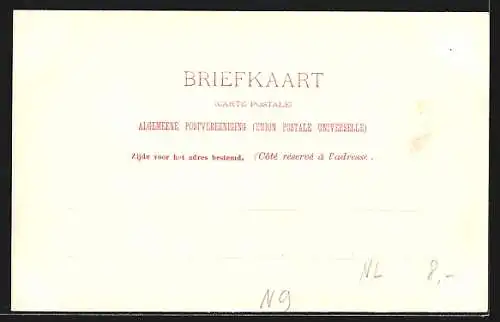 BRIEFKAART
(CARTE POSTALE)
ALGEMEENE POSTVEREENIGING (UNION POSTALE UNIVERSELLE)
Zijde voor het adres bestemd. (Côté réservé à l'adresse.
NL 8,-
N9